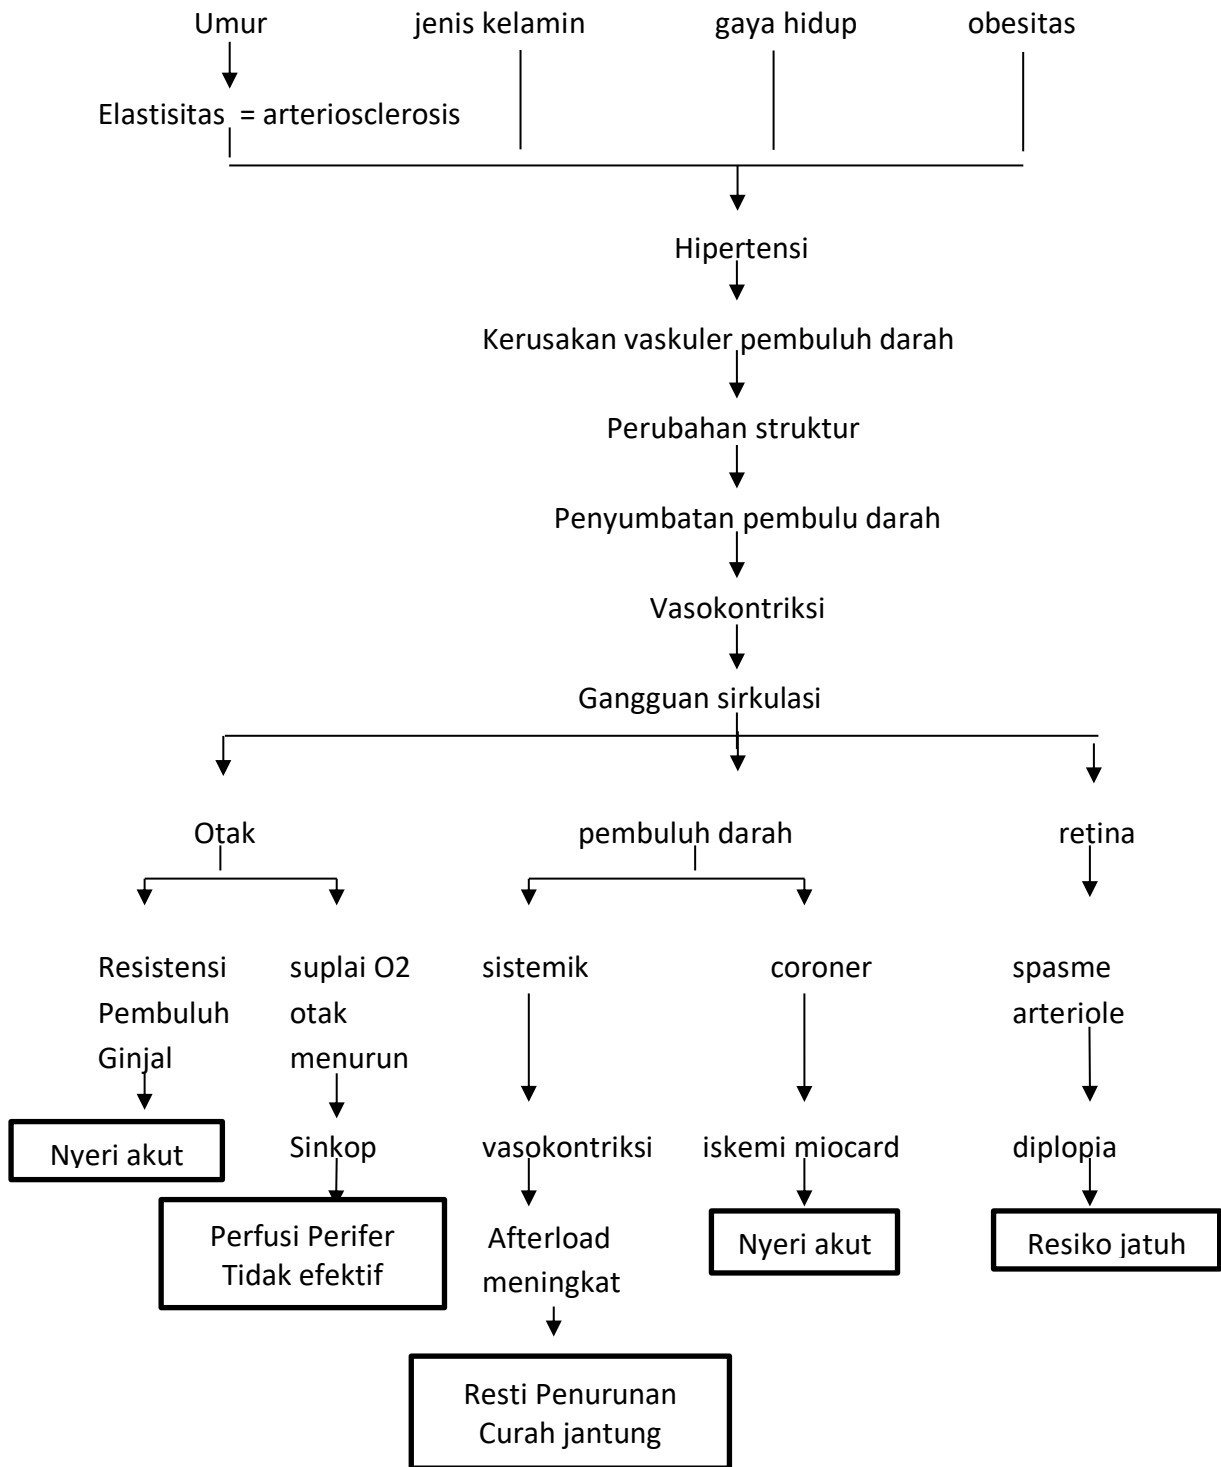 Umur jenis kelamin gaya hidup obesitas
Elastisitas = arteriosclerosis
Hipertensi
Kerusakan vaskuler pembuluh darah
Perubahan struktur
Penyumbatan pembulu darah
Vasokontriksi
Gangguan sirkulasi
Otak pembuluh darah retina
Resistensi suplai O2 sistemik coroner spasme
Pembuluh otak arteriole
Ginjal menurun
Nyeri akut Sinkop vasokontriksi iskemi miocard diplopia
Perfusi Perifer Afterload Nyeri akut Resiko jatuh
Tidak efektif meningkat
Resti Penurunan
Curah jantung